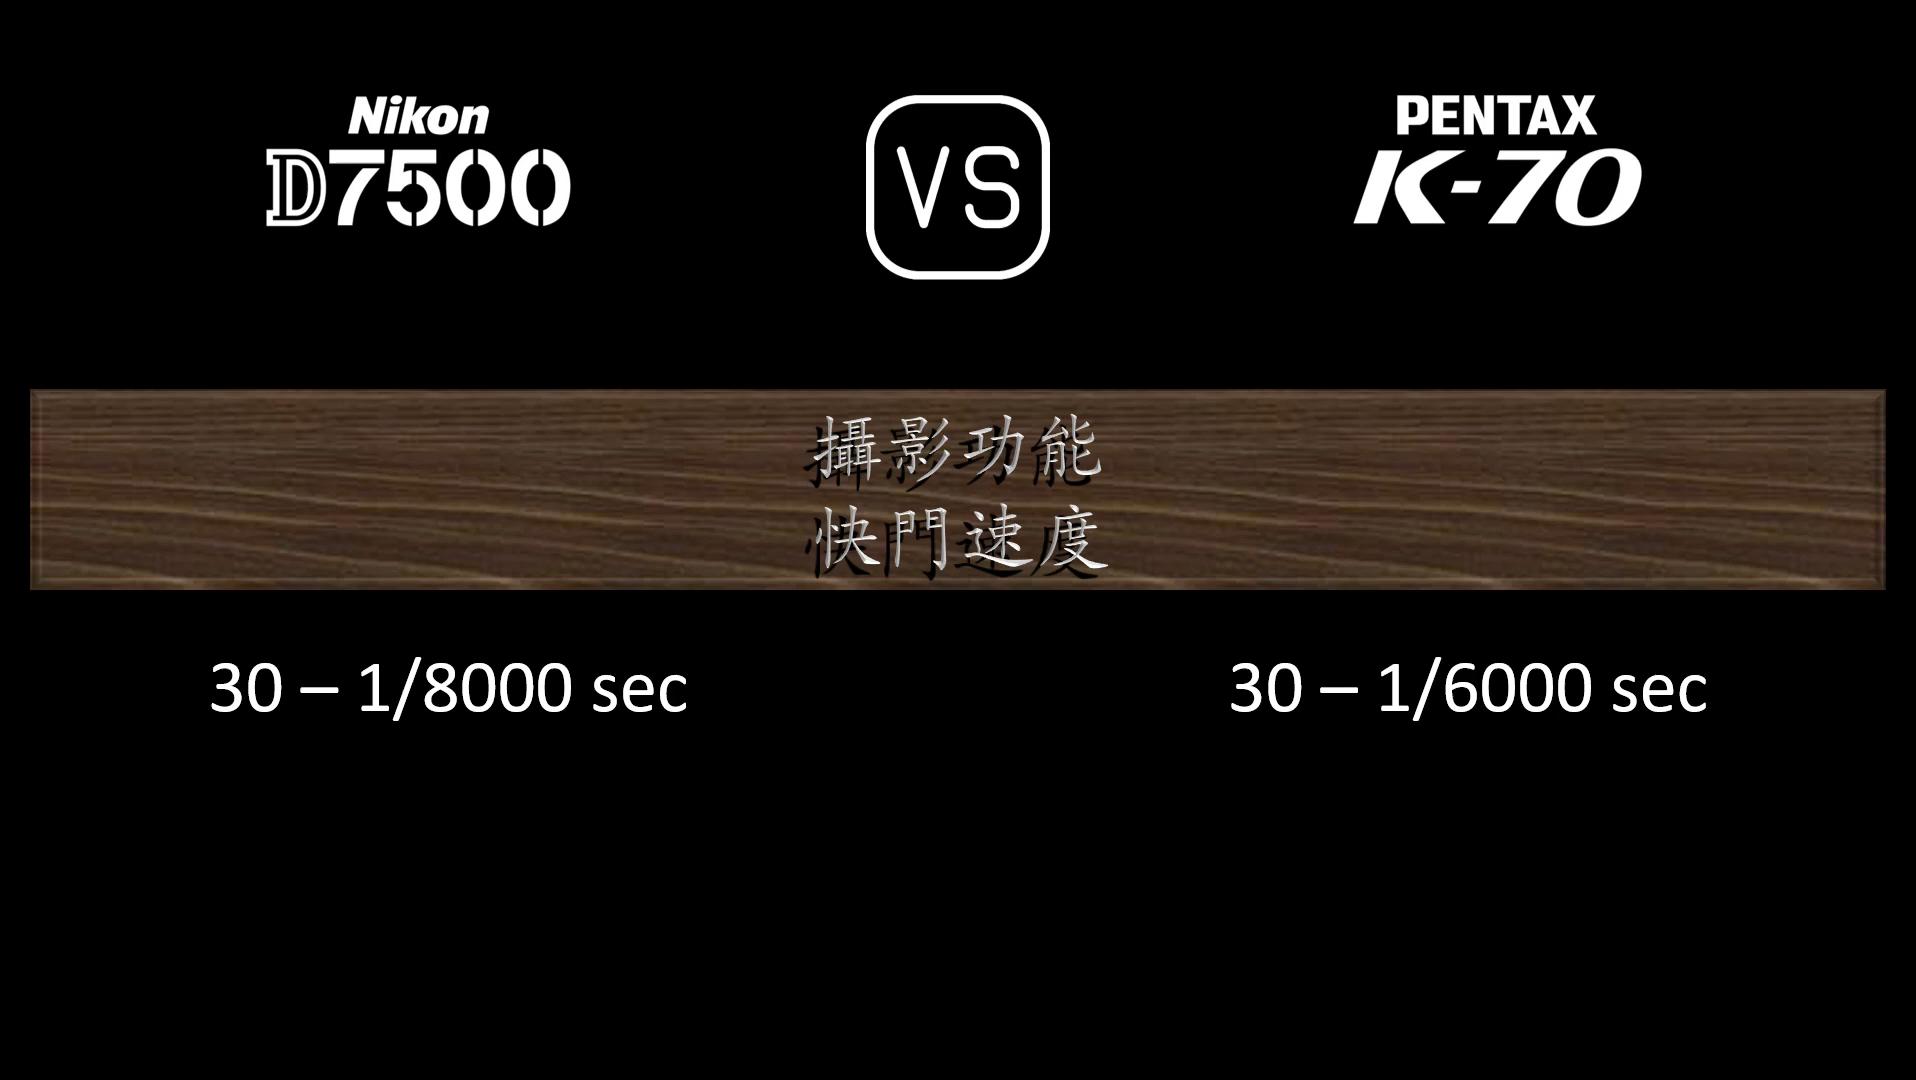 Nikon
D7500
VS
PENTAX
K-70
攝影功能
快門速度
30 – 1/8000 sec
30 – 1/6000 sec